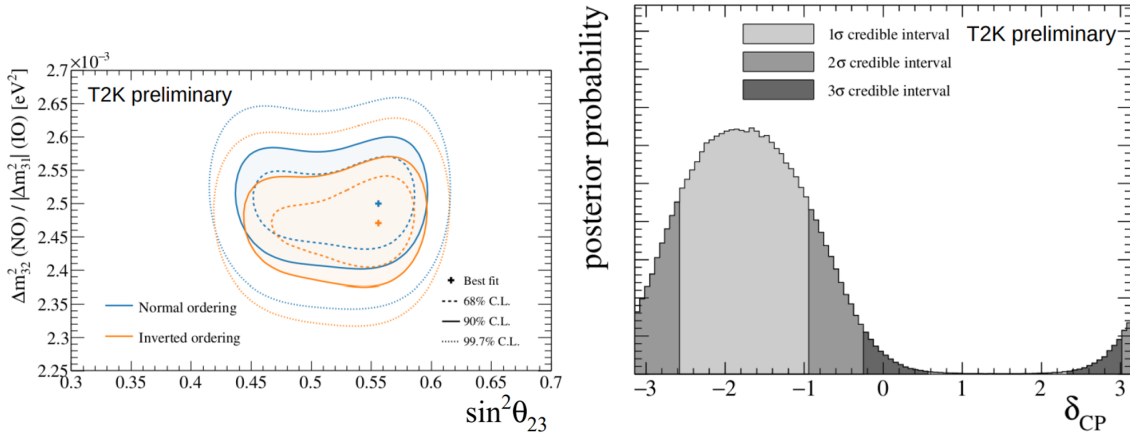 ×10⁻³
2.7
T2K preliminary
2.65
2.6
2.55
2.5
2.45
2.4
2.35
2.3
2.25
Δm²₃₂ (NO) / |Δm²₃₁| (IO) [eV²]
Normal ordering
Inverted ordering
Best fit
68% C.L.
90% C.L.
99.7% C.L.
0.3 0.35 0.4 0.45 0.5 0.55 0.6 0.65 0.7
sin²θ₂₃
posterior probability
1σ credible interval
T2K preliminary
2σ credible interval
3σ credible interval
−3 −2 −1 0 1 2 3
δCP